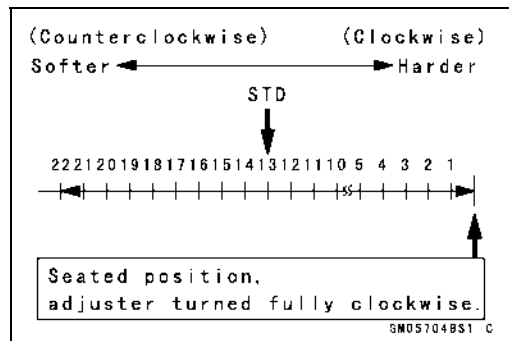 (Counterclockwise) (Clockwise)
Softer Harder
STD
22 21 20 19 18 17 16 15 14 13 12 11 10 5 4 3 2 1
Seated position,
adjuster turned fully clockwise.
GM05704BS1 C